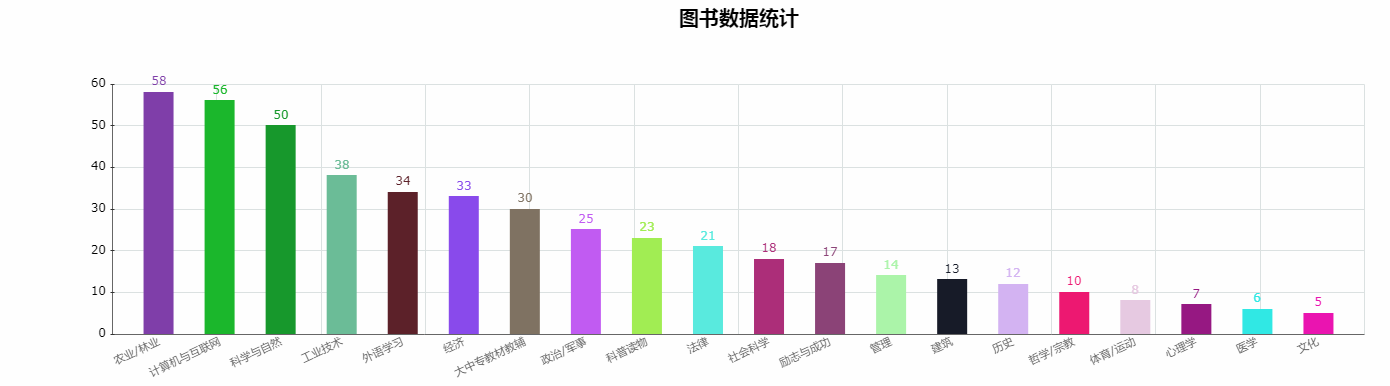 图书数据统计
60
50
40
30
20
10
0
58
56
50
38
34
33
30
25
23
21
18
17
14
13
12
10
8
7
6
5
农业/林业
计算机与互联网
科学与自然
工业技术
外语学习
经济
大中专教材教辅
政治/军事
科普读物
法律
社会科学
励志与成功
管理
建筑
历史
哲学/宗教
体育/运动
心理学
医学
文化